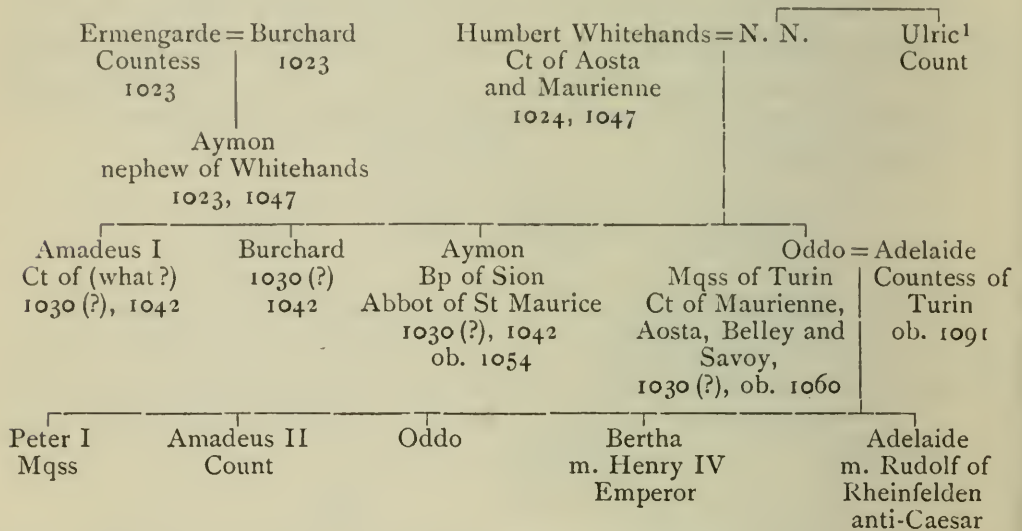 Ermengarde = Burchard
Countess 1023
1023
Aymon
nephew of Whitehands
1023, 1047
Humbert Whitehands = N. N.
Ct of Aosta
and Maurienne
1024, 1047
Ulric¹
Count
Amadeus I
Ct of (what?)
1030 (?), 1042
Burchard
1030 (?)
1042
Aymon
Bp of Sion
Abbot of St Maurice
1030 (?), 1042
ob. 1054
Oddo = Adelaide
Mqss of Turin
Ct of Maurienne,
Aosta, Belley and
Savoy,
1030 (?), ob. 1060
Countess of
Turin
ob. 1091
Peter I
Mqss
Amadeus II
Count
Oddo
Bertha
m. Henry IV
Emperor
Adelaide
m. Rudolf of
Rheinfelden
anti-Caesar